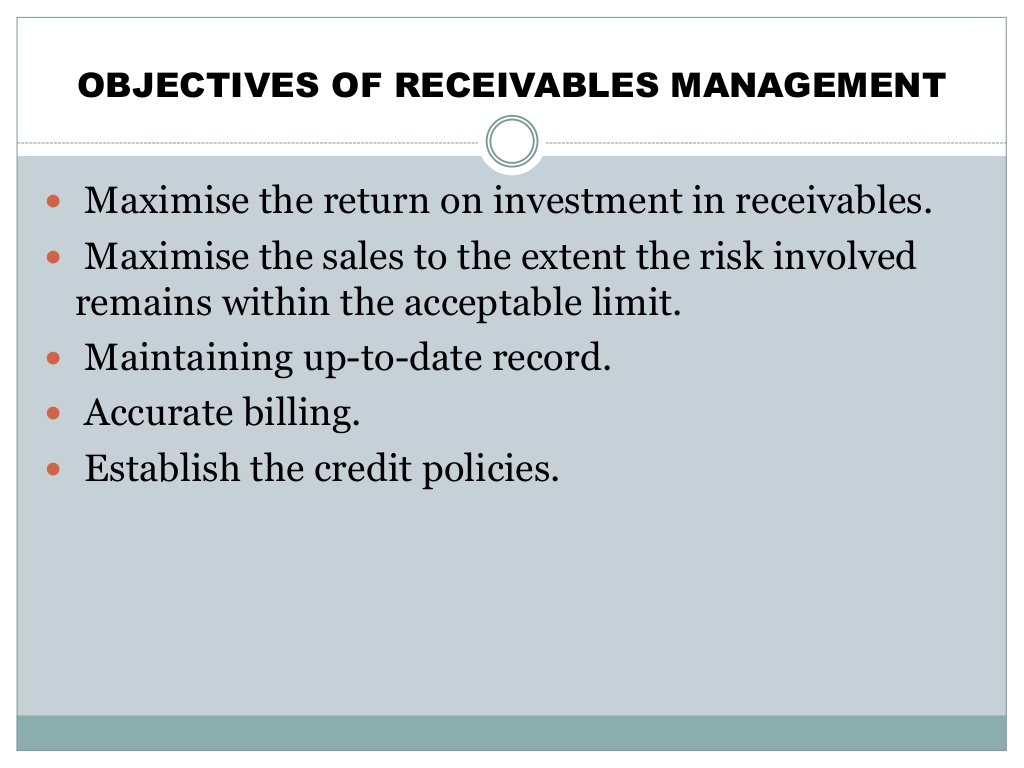 OBJECTIVES OF RECEIVABLES MANAGEMENT
• Maximise the return on investment in receivables.
• Maximise the sales to the extent the risk involved
remains within the acceptable limit.
• Maintaining up-to-date record.
• Accurate billing.
• Establish the credit policies.